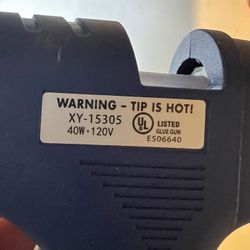 WARNING – TIP IS HOT!
XY-15305
40W·120V
UL
LISTED
GLUE GUN
E506640